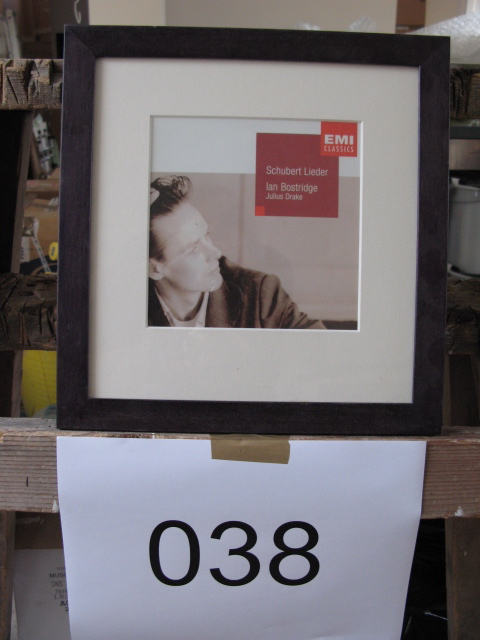 EMI
CLASSICS
Schubert Lieder
Ian Bostridge
Julius Drake
038